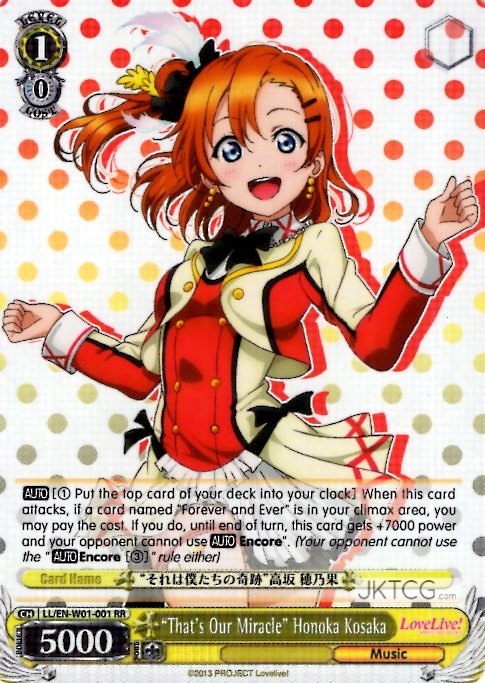 LEVEL
1
0
COST
AUTO [① Put the top card of your deck into your clock] When this card
attacks, if a card named "Forever and Ever" is in your climax area, you
may pay the cost. If you do, until end of turn, this card gets +7000 power
and your opponent cannot use "AUTO Encore". (Your opponent cannot
use the "AUTO Encore [③]" rule either)
Card Name
"それは僕たちの奇跡"高坂 穂乃果
JKTCG.com
CH LL/EN-W01-001 RR
POWER
5000
SOUL
"That's Our Miracle" Honoka Kosaka
LoveLive!
Music
©2013 PROJECT Lovelive!